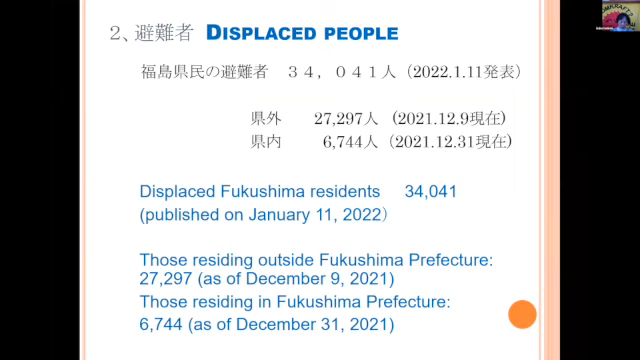 2、避難者 DISPLACED PEOPLE
福島県民の避難者 34,041人（2022.1.11発表）
県外 27,297人 (2021.12.9現在)
県内 6,744人 (2021.12.31現在)
Displaced Fukushima residents 34,041
(published on January 11, 2022）
Those residing outside Fukushima Prefecture:
27,297 (as of December 9, 2021)
Those residing in Fukushima Prefecture:
6,744 (as of December 31, 2021)